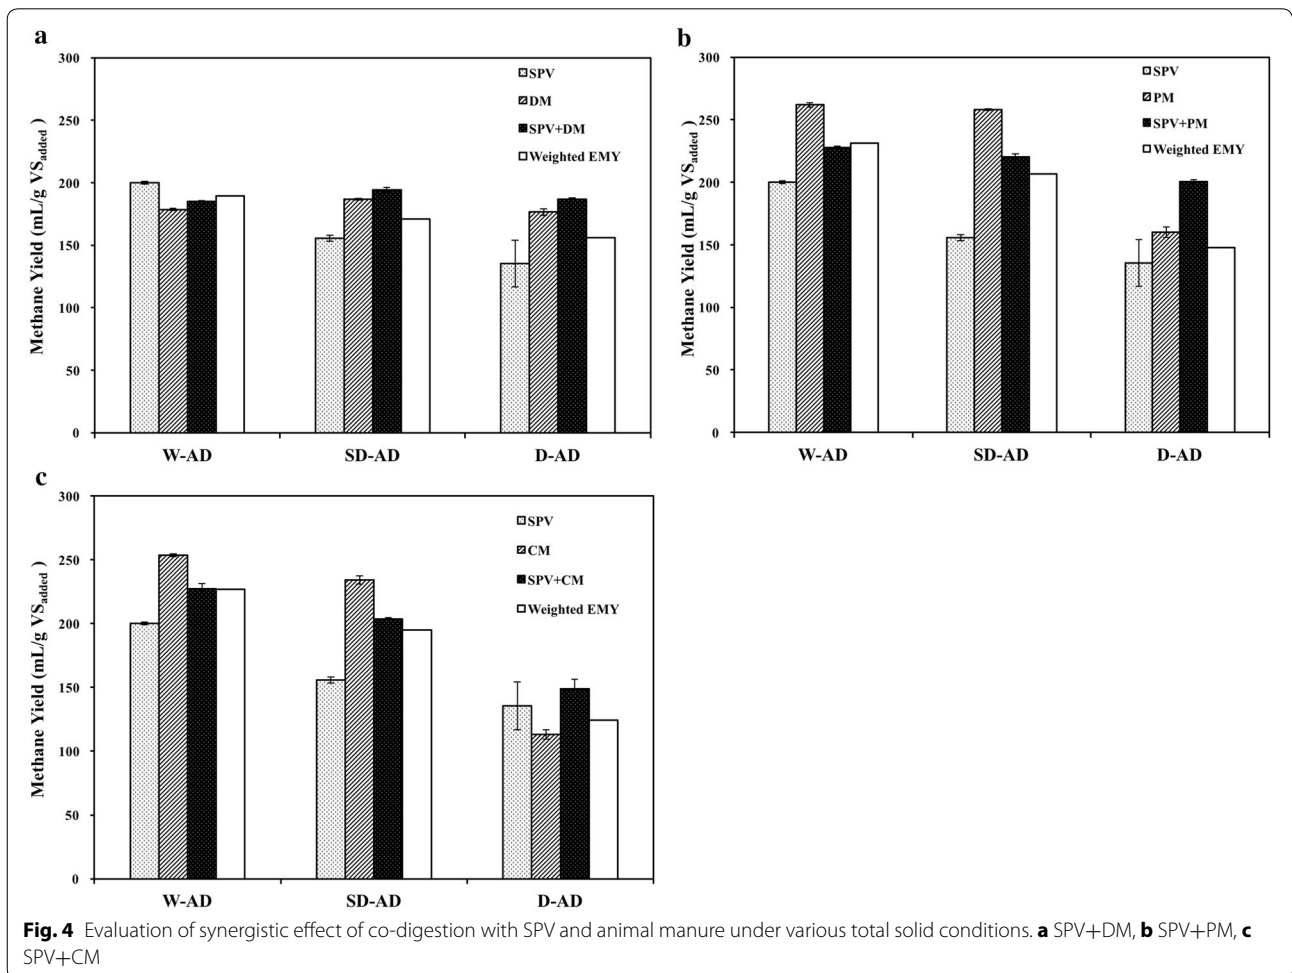 a
300
250
200
150
100
50
0
Methane Yield (mL/g VSadded )
SPV
DM
SPV+DM
Weighted EMY
W-AD SD-AD D-AD
b
300
250
200
150
100
50
0
Methane Yield (mL/g VSadded )
SPV
PM
SPV+PM
Weighted EMY
W-AD SD-AD D-AD
c
300
250
200
150
100
50
0
Methane Yield (mL/g VSadded )
SPV
CM
SPV+CM
Weighted EMY
W-AD SD-AD D-AD
Fig. 4 Evaluation of synergistic effect of co-digestion with SPV and animal manure under various total solid conditions. a SPV+DM, b SPV+PM, c
SPV+CM